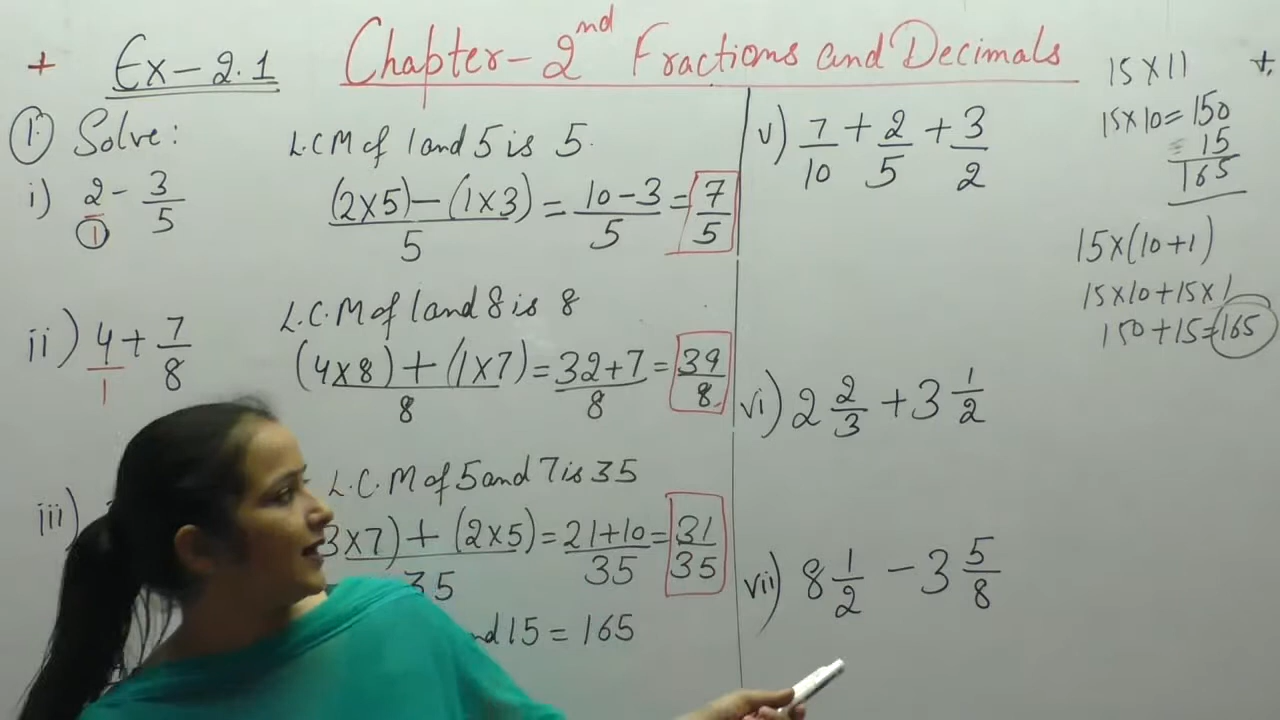 Ex-2.1 Chapter-2nd Fractions and Decimals
① Solve:
i) 2/1 - 3/5
L.C.M of 1 and 5 is 5.
(2×5)-(1×3)/5 = 10-3/5 = 7/5
ii) 4/1 + 7/8
L.C.M of 1 and 8 is 8
(4×8)+(1×7)/8 = 32+7/8 = 39/8
iii)
L.C.M of 5 and 7 is 35
3×7)+(2×5)/35 = 21+10/35 = 31/35
15 = 165
v) 7/10 + 2/5 + 3/2
vi) 2 2/3 + 3 1/2
vii) 8 1/2 - 3 5/8
15×11
15×10=150
15
165
15×(10+1)
15×10+15×1
150+15=165